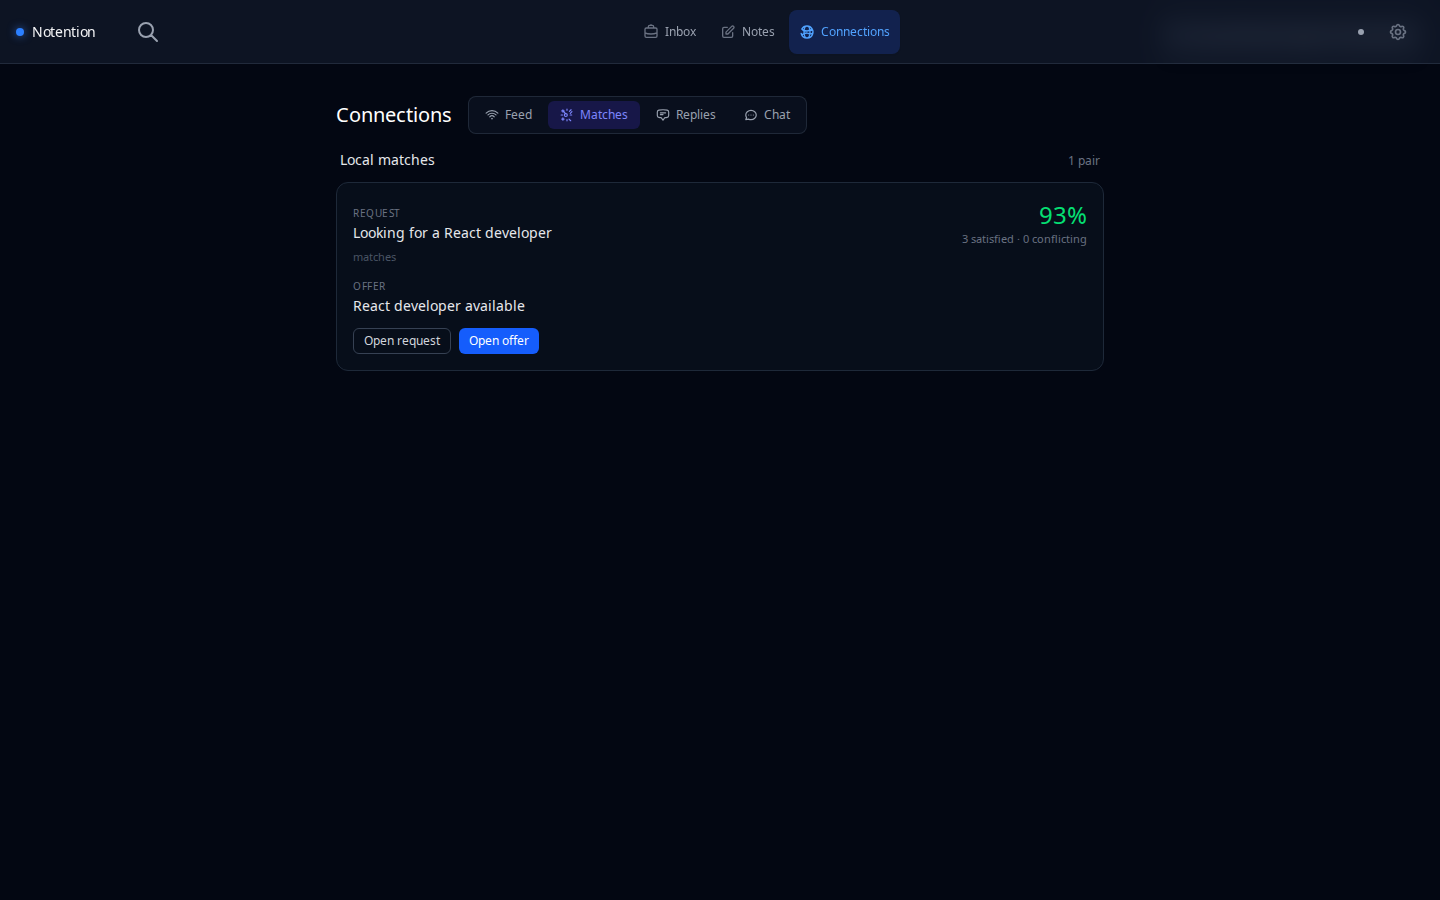 Notention
Inbox
Notes
Connections
Connections
Feed
Matches
Replies
Chat
Local matches
1 pair
REQUEST
93%
Looking for a React developer
3 satisfied · 0 conflicting
matches
OFFER
React developer available
Open request
Open offer